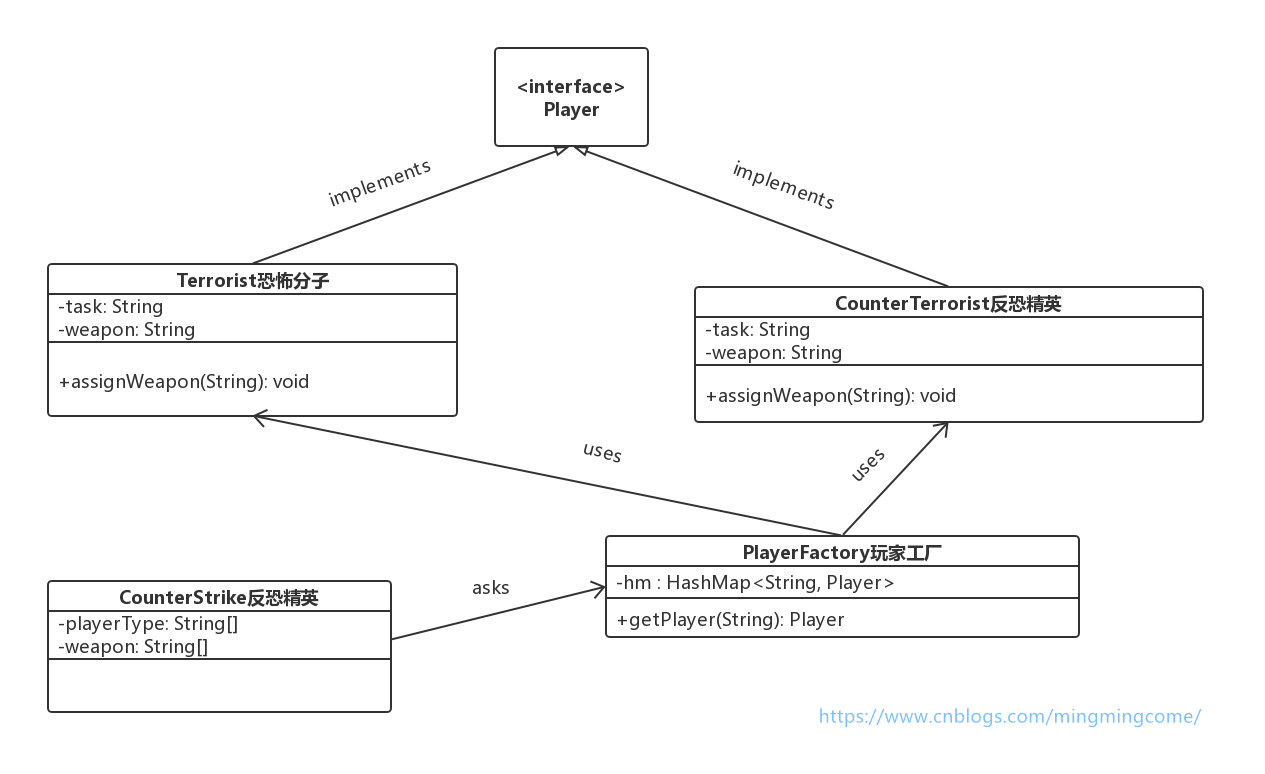 <interface>
Player
implements
implements
Terrorist恐怖分子
-task: String
-weapon: String
+assignWeapon(String): void
CounterTerrorist反恐精英
-task: String
-weapon: String
+assignWeapon(String): void
uses
uses
PlayerFactory玩家工厂
-hm : HashMap<String, Player>
+getPlayer(String): Player
asks
CounterStrike反恐精英
-playerType: String[]
-weapon: String[]
https://www.cnblogs.com/mingmingcome/